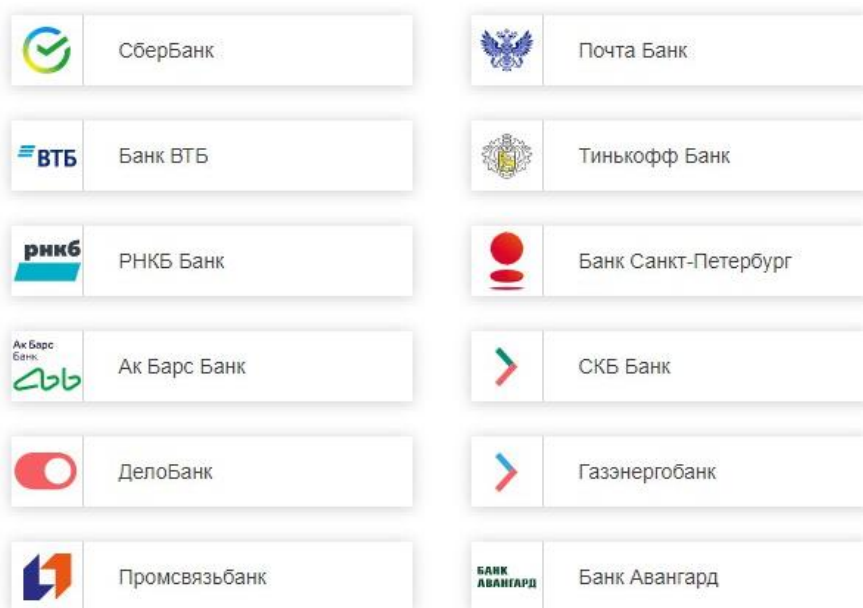 СберБанк
Почта Банк
ВТБ
Банк ВТБ
Тинькофф Банк
рнкб
РНКБ Банк
Банк Санкт-Петербург
Ак Барс
Банк
Ак Барс Банк
СКБ Банк
ДелоБанк
Газэнергобанк
Промсвязьбанк
БАНК
АВАНГАРД
Банк Авангард